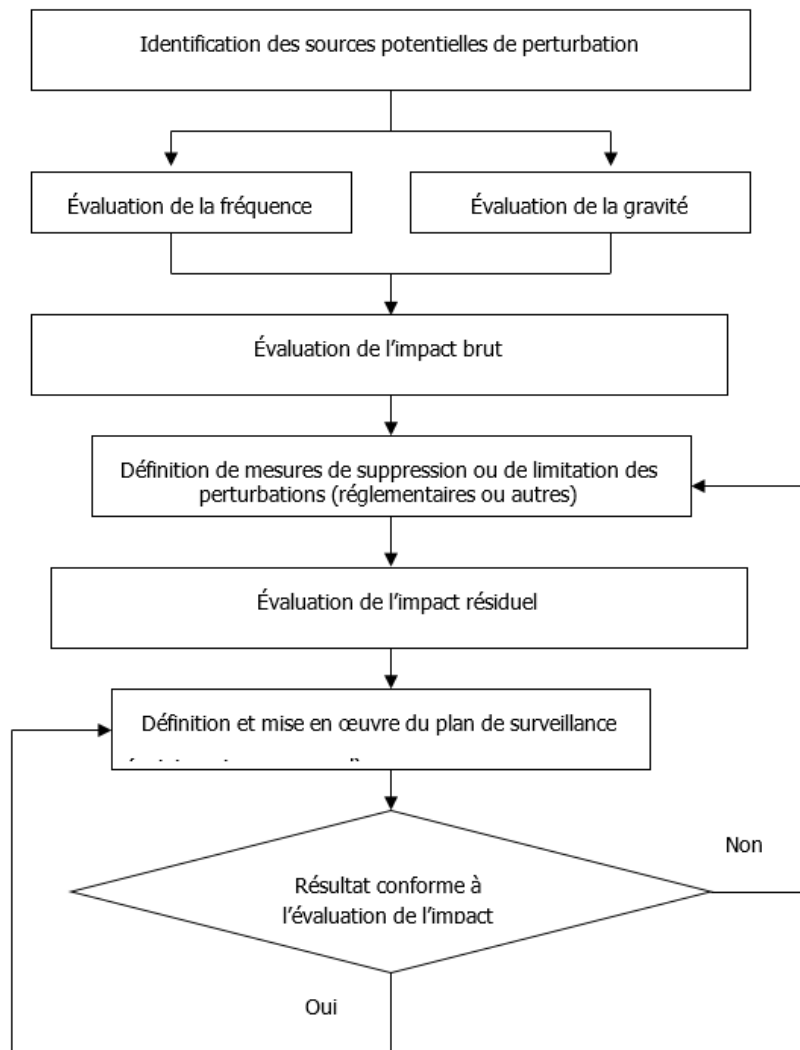 Identification des sources potentielles de perturbation
Évaluation de la fréquence
Évaluation de la gravité
Évaluation de l’impact brut
Définition de mesures de suppression ou de limitation des
perturbations (réglementaires ou autres)
Évaluation de l’impact résiduel
Définition et mise en œuvre du plan de surveillance
Non
Résultat conforme à
l’évaluation de l’impact
Oui